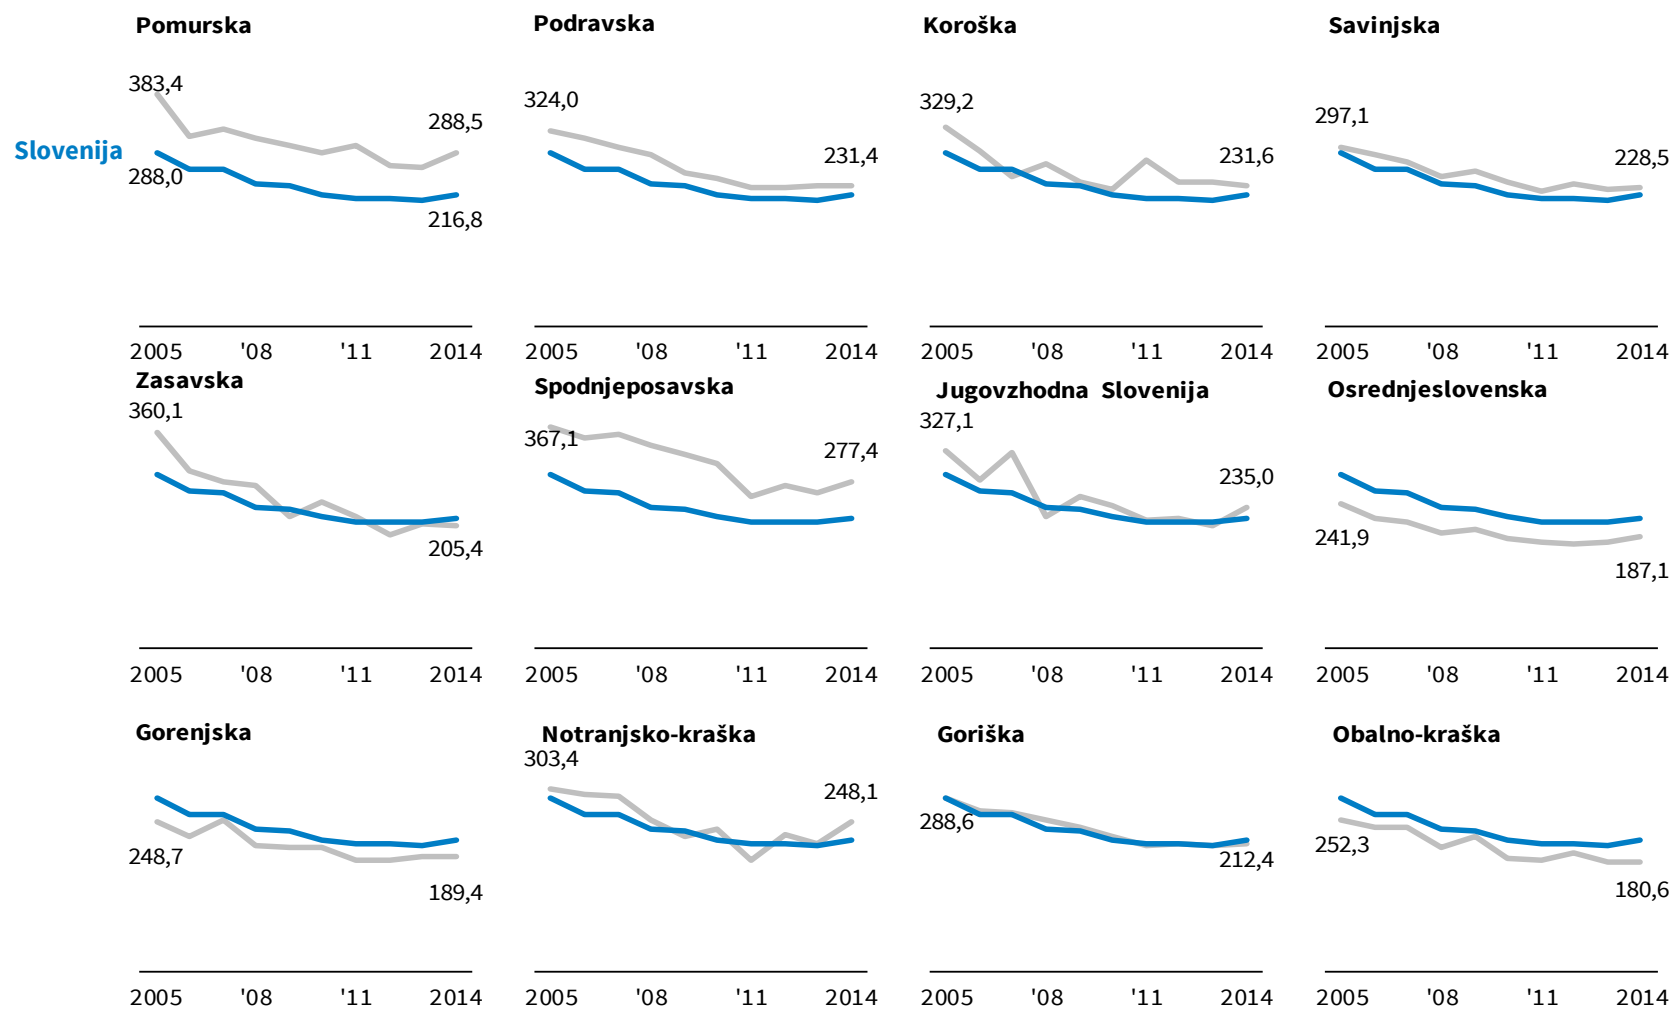 Pomurska
383,4
288,5
Slovenija
288,0
216,8
2005 '08 '11 2014
Podravska
324,0
231,4
2005 '08 '11 2014
Koroška
329,2
231,6
2005 '08 '11 2014
Savinjska
297,1
228,5
2005 '08 '11 2014
Zasavska
360,1
205,4
2005 '08 '11 2014
Spodnjeposavska
367,1
277,4
2005 '08 '11 2014
Jugovzhodna Slovenija
327,1
235,0
2005 '08 '11 2014
Osrednjeslovenska
241,9
187,1
2005 '08 '11 2014
Gorenjska
248,7
189,4
2005 '08 '11 2014
Notranjsko-kraška
303,4
248,1
2005 '08 '11 2014
Goriška
288,6
212,4
2005 '08 '11 2014
Obalno-kraška
252,3
180,6
2005 '08 '11 2014